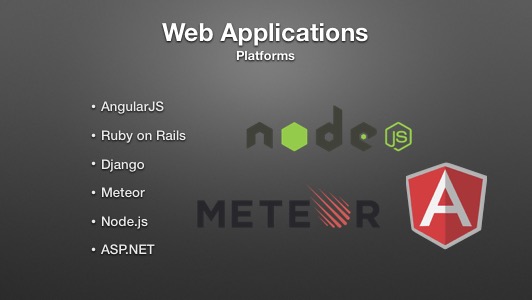 Web Applications
Platforms
• AngularJS
• Ruby on Rails
• Django
• Meteor
• Node.js
• ASP.NET
node JS
METEOR
A